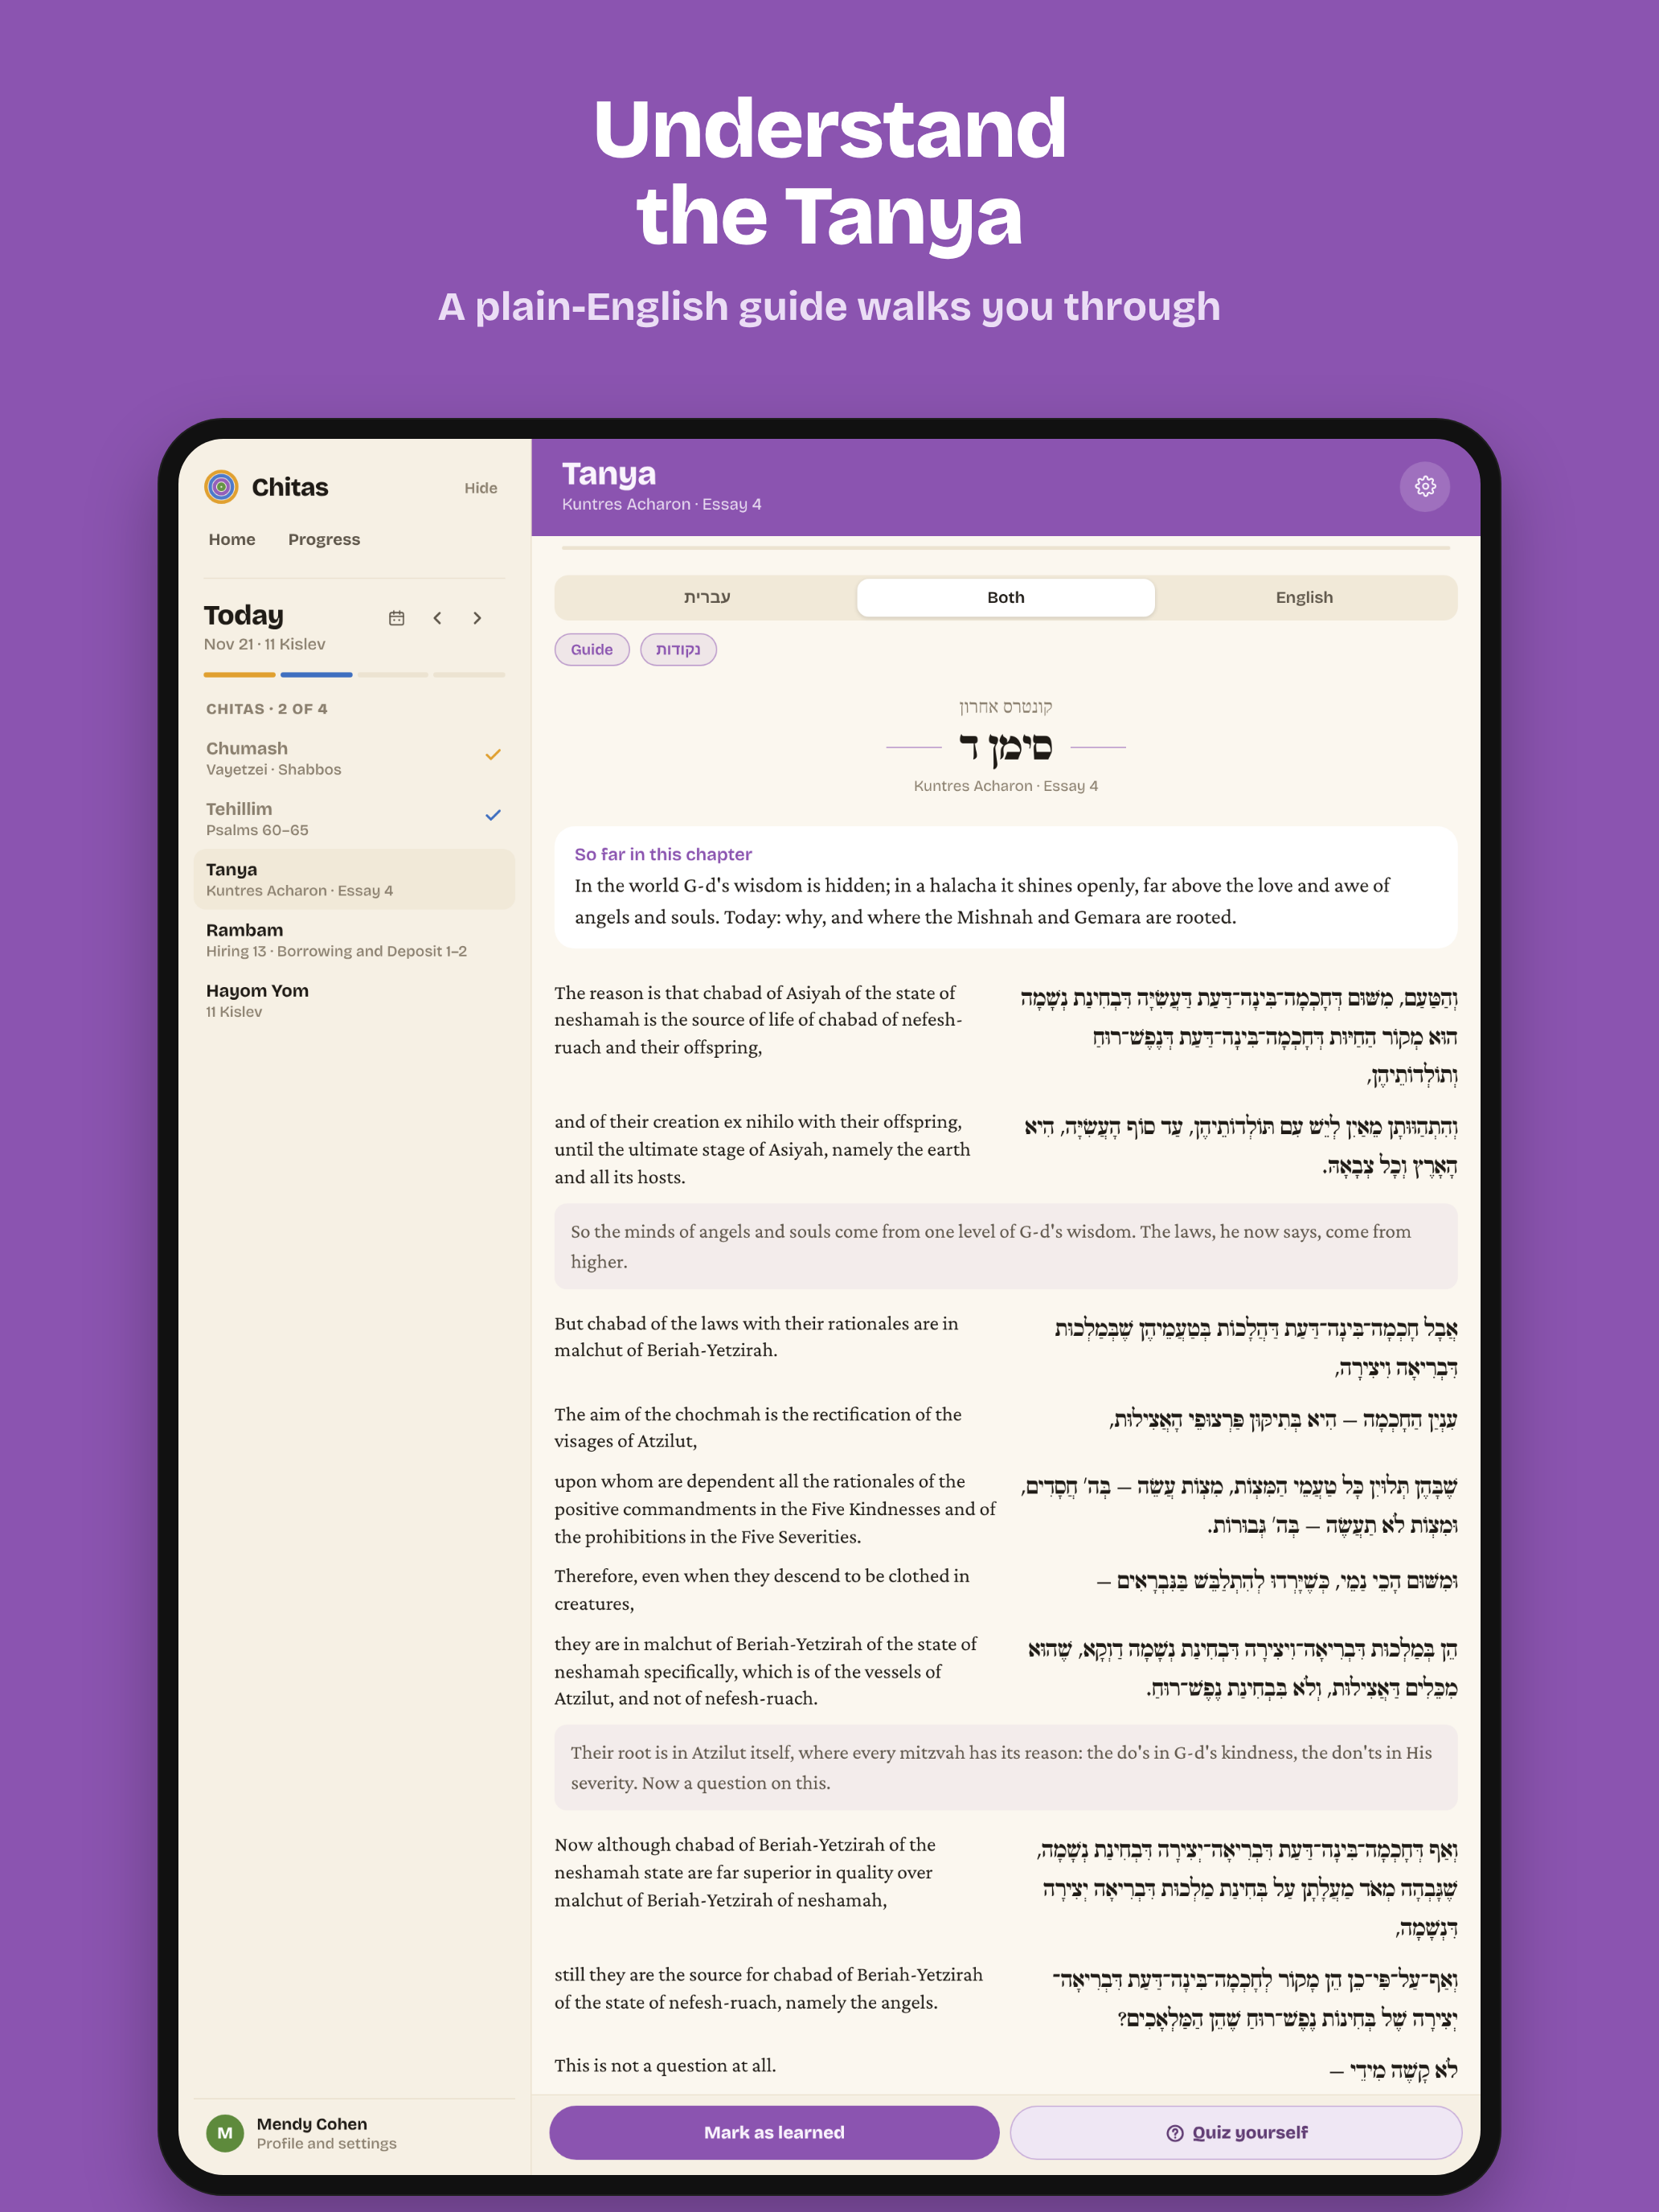 Understand
the Tanya
A plain-English guide walks you through
Chitas
Hide
Home
Progress
Today
Nov 21 · 11 Kislev
CHITAS · 2 OF 4
Chumash
Vayetzei · Shabbos
Tehillim
Psalms 60–65
Tanya
Kuntres Acharon · Essay 4
Rambam
Hiring 13 · Borrowing and Deposit 1–2
Hayom Yom
11 Kislev
M
Mendy Cohen
Profile and settings
Tanya
Kuntres Acharon · Essay 4
עברית
Both
English
Guide
נקודות
קונטרס אחרון
סימן ד
Kuntres Acharon · Essay 4
So far in this chapter
In the world G-d's wisdom is hidden; in a halacha it shines openly, far above the love and awe of
angels and souls. Today: why, and where the Mishnah and Gemara are rooted.
The reason is that chabad of Asiyah of the state of
neshamah is the source of life of chabad of nefesh-
ruach and their offspring,
וְהַטַּעַם, מִשּׁוּם דְּחָכְמָה־בִּינָה־דַּעַת דַּעֲשִׂיָּה דִּבְחִינַת נְשָׁמָה
הוּא מְקוֹר הַחַיּוּת דְּחָכְמָה־בִּינָה־דַּעַת דְּנֶפֶשׁ־רוּחַ
וְתוֹלְדוֹתֵיהֶן,
and of their creation ex nihilo with their offspring,
until the ultimate stage of Asiyah, namely the earth
and all its hosts.
וְהִתְהַוּוּתָן מֵאַיִן לְיֵשׁ עִם תּוֹלְדוֹתֵיהֶן, עַד סוֹף הָעֲשִׂיָּה, הִיא
הָאָרֶץ וְכָל צְבָאָהּ.
So the minds of angels and souls come from one level of G-d's wisdom. The laws, he now says, come from
higher.
But chabad of the laws with their rationales are in
malchut of Beriah-Yetzirah.
אֲבָל חָכְמָה־בִּינָה־דַּעַת דַּהֲלָכוֹת בְּטַעֲמֵיהֶן שֶׁבְּמַלְכוּת
דִּבְרִיאָה וִיצִירָה,
The aim of the chochmah is the rectification of the
visages of Atzilut,
עִנְיַן הַחָכְמָה – הִיא בְּתִיקּוּן פַּרְצוּפֵי הָאֲצִילוּת,
upon whom are dependent all the rationales of the
positive commandments in the Five Kindnesses and of
the prohibitions in the Five Severities.
שֶׁבָּהֶן תְּלוּיִן כָּל טַעֲמֵי הַמִּצְוֹת, מִצְוֹת עֲשֵׂה – בְּה׳ חֲסָדִים,
וּמִצְוֹת לֹא תַעֲשֶׂה – בְּה׳ גְּבוּרוֹת.
Therefore, even when they descend to be clothed in
creatures,
וּמִשּׁוּם הָכֵי נַמֵי, כְּשֶׁיָּרְדוּ לְהִתְלַבֵּשׁ בַּנִּבְרָאִים –
they are in malchut of Beriah-Yetzirah of the state of
neshamah specifically, which is of the vessels of
Atzilut, and not of nefesh-ruach.
הֵן בְּמַלְכוּת דִּבְרִיאָה־וִיצִירָה דִּבְחִינַת נְשָׁמָה דַּוְקָא, שֶׁהוּא
מִכֵּלִים דַּאֲצִילוּת, וְלֹא בִּבְחִינַת נֶפֶשׁ־רוּחַ.
Their root is in Atzilut itself, where every mitzvah has its reason: the do's in G-d's kindness, the don'ts in His
severity. Now a question on this.
Now although chabad of Beriah-Yetzirah of the
neshamah state are far superior in quality over
malchut of Beriah-Yetzirah of neshamah,
וְאַף דְּחָכְמָה־בִּינָה־דַּעַת דִּבְרִיאָה־יְצִירָה דִּבְחִינַת נְשָׁמָה,
שֶׁגָּבְהָה מְאֹד מַעֲלָתָן עַל בְּחִינַת מַלְכוּת דִּבְרִיאָה יְצִירָה
דִּנְשָׁמָה,
still they are the source for chabad of Beriah-Yetzirah
of the state of nefesh-ruach, namely the angels.
וְאַף־עַל־פִּי־כֵן הֵן מָקוֹר לְחָכְמָה־בִּינָה־דַּעַת דִּבְרִיאָה־
יְצִירָה שֶׁל בְּחִינוֹת נֶפֶשׁ־רוּחַ שֶׁהֵן הַמַּלְאָכִים?
This is not a question at all.
לֹא קָשֶׁה מִידֵי –
Mark as learned
Quiz yourself